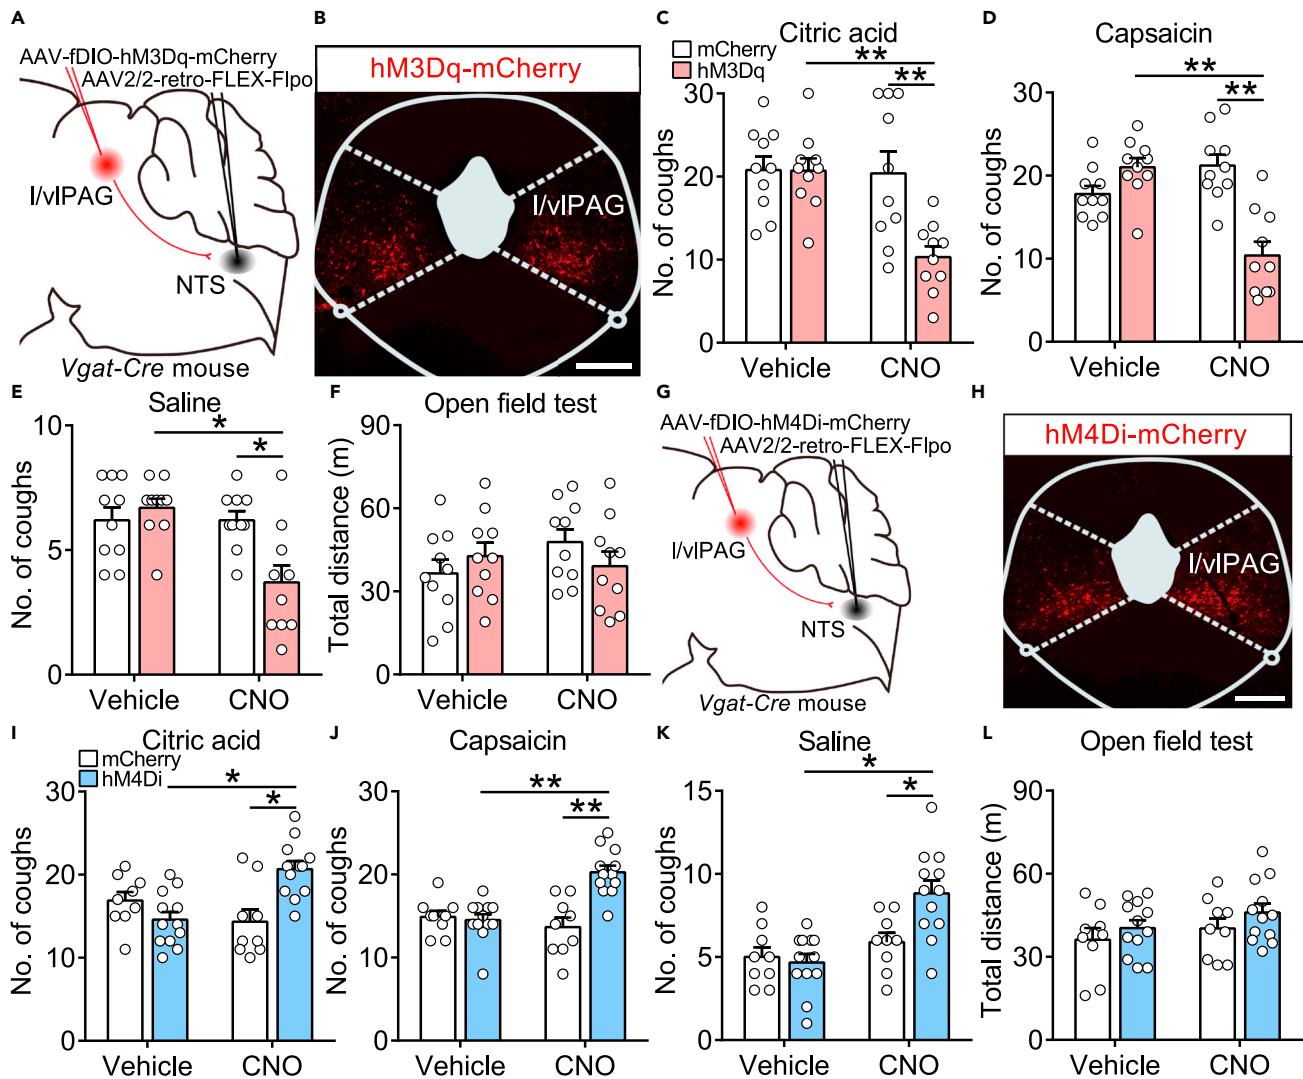 A
AAV-fDIO-hM3Dq-mCherry
AAV2/2-retro-FLEX-Flpo
l/vlPAG
NTS
Vgat-Cre mouse
B
hM3Dq-mCherry
l/vlPAG
C
Citric acid
mCherry
hM3Dq
**
**
No. of coughs
30
20
10
0
Vehicle
CNO
D
Capsaicin
**
**
No. of coughs
30
20
10
0
Vehicle
CNO
E
Saline
*
*
No. of coughs
10
5
0
Vehicle
CNO
F
Open field test
Total distance (m)
90
60
30
0
Vehicle
CNO
G
AAV-fDIO-hM4Di-mCherry
AAV2/2-retro-FLEX-Flpo
l/vlPAG
NTS
Vgat-Cre mouse
H
hM4Di-mCherry
l/vlPAG
I
Citric acid
mCherry
hM4Di
*
*
No. of coughs
30
20
10
0
Vehicle
CNO
J
Capsaicin
**
**
No. of coughs
30
20
10
0
Vehicle
CNO
K
Saline
*
*
No. of coughs
15
10
5
0
Vehicle
CNO
L
Open field test
Total distance (m)
90
60
30
0
Vehicle
CNO